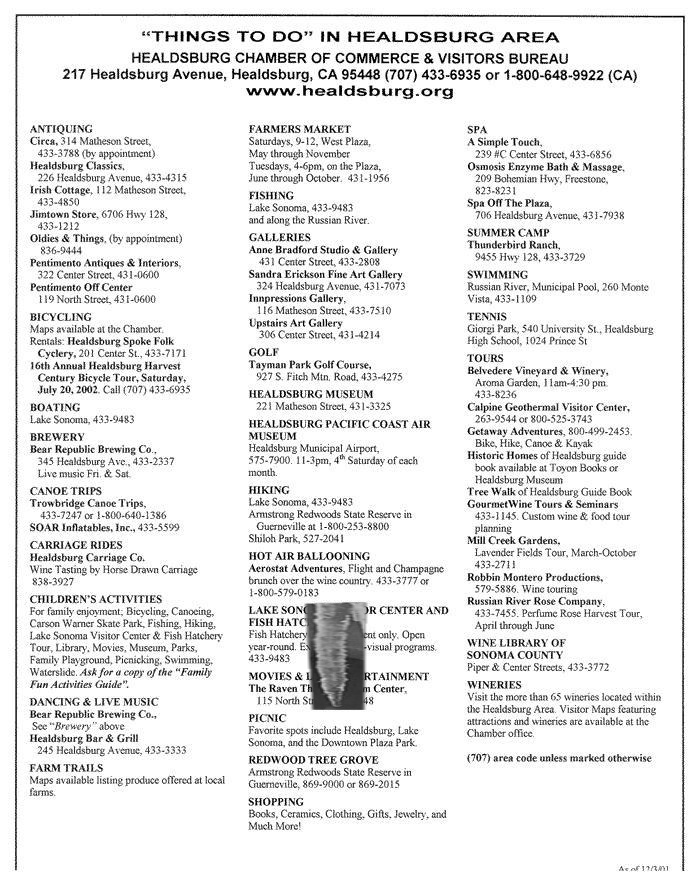 "THINGS TO DO" IN HEALDSBURG AREA
HEALDSBURG CHAMBER OF COMMERCE & VISITORS BUREAU
217 Healdsburg Avenue, Healdsburg, CA 95448 (707) 433-6935 or 1-800-648-9922 (CA)
www.healdsburg.org
ANTIQUING
Circa, 314 Matheson Street,
433-3788 (by appointment)
Healdsburg Classics,
226 Healdsburg Avenue, 433-4315
Irish Cottage, 112 Matheson Street,
433-4850
Jimtown Store, 6706 Hwy 128,
433-1212
Oldies & Things, (by appointment)
836-9444
Pentimento Antiques & Interiors,
322 Center Street, 431-0600
Pentimento Off Center
119 North Street, 431-0600
BICYCLING
Maps available at the Chamber.
Rentals: Healdsburg Spoke Folk
Cyclery, 201 Center St., 433-7171
16th Annual Healdsburg Harvest
Century Bicycle Tour, Saturday,
July 20, 2002. Call (707) 433-6935
BOATING
Lake Sonoma, 433-9483
BREWERY
Bear Republic Brewing Co.,
345 Healdsburg Ave., 433-2337
Live music Fri. & Sat.
CANOE TRIPS
Trowbridge Canoe Trips,
433-7247 or 1-800-640-1386
SOAR Inflatables, Inc., 433-5599
CARRIAGE RIDES
Healdsburg Carriage Co.
Wine Tasting by Horse Drawn Carriage
838-3927
CHILDREN'S ACTIVITIES
For family enjoyment; Bicycling, Canoeing,
Carson Warner Skate Park, Fishing, Hiking,
Lake Sonoma Visitor Center & Fish Hatchery
Tour, Library, Movies, Museum, Parks,
Family Playground, Picnicking, Swimming,
Waterslide. Ask for a copy of the "Family
Fun Activities Guide".
DANCING & LIVE MUSIC
Bear Republic Brewing Co.,
See "Brewery" above
Healdsburg Bar & Grill
245 Healdsburg Avenue, 433-3333
FARM TRAILS
Maps available listing produce offered at local
farms.
FARMERS MARKET
Saturdays, 9-12, West Plaza,
May through November
Tuesdays, 4-6pm, on the Plaza,
June through October. 431-1956
FISHING
Lake Sonoma, 433-9483
and along the Russian River.
GALLERIES
Anne Bradford Studio & Gallery
431 Center Street, 433-2808
Sandra Erickson Fine Art Gallery
324 Healdsburg Avenue, 431-7073
Innpressions Gallery,
116 Matheson Street, 433-7510
Upstairs Art Gallery
306 Center Street, 431-4214
GOLF
Tayman Park Golf Course,
927 S. Fitch Mtn. Road, 433-4275
HEALDSBURG MUSEUM
221 Matheson Street, 431-3325
HEALDSBURG PACIFIC COAST AIR
MUSEUM
Healdsburg Municipal Airport,
575-7900. 11-3pm, 4th Saturday of each
month.
HIKING
Lake Sonoma, 433-9483
Armstrong Redwoods State Reserve in
Guerneville at 1-800-253-8800
Shiloh Park, 527-2041
HOT AIR BALLOONING
Aerostat Adventures, Flight and Champagne
brunch over the wine country. 433-3777 or
1-800-579-0183
LAKE CENTER AND
FISH
Fish Hatchery only. Open
year-round. programs.
433-9483
MOVIES &
The Raven Center,
115 North
PICNIC
Favorite spots include Healdsburg, Lake
Sonoma, and the Downtown Plaza Park.
REDWOOD TREE GROVE
Armstrong Redwoods State Reserve in
Guerneville, 869-9000 or 869-2015
SHOPPING
Books, Ceramics, Clothing, Gifts, Jewelry, and
Much More!
SPA
A Simple Touch,
239 #C Center Street, 433-6856
Osmosis Enzyme Bath & Massage,
209 Bohemian Hwy, Freestone,
823-8231
Spa Off The Plaza,
706 Healdsburg Avenue, 431-7938
SUMMER CAMP
Thunderbird Ranch,
9455 Hwy 128, 433-3729
SWIMMING
Russian River, Municipal Pool, 260 Monte
Vista, 433-1109
TENNIS
Giorgi Park, 540 University St., Healdsburg
High School, 1024 Prince St
TOURS
Belvedere Vineyard & Winery,
Aroma Garden, 11am-4:30 pm.
433-8236
Calpine Geothermal Visitor Center,
263-9544 or 800-525-3743
Getaway Adventures, 800-499-2453.
Bike, Hike, Canoe & Kayak
Historic Homes of Healdsburg guide
book available at Toyon Books or
Healdsburg Museum
Tree Walk of Healdsburg Guide Book
GourmetWine Tours & Seminars
433-1145. Custom wine & food tour
planning
Mill Creek Gardens,
Lavender Fields Tour, March-October
433-2711
Robbin Montero Productions,
579-5886. Wine touring
Russian River Rose Company,
433-7455. Perfume Rose Harvest Tour,
April through June
WINE LIBRARY OF
SONOMA COUNTY
Piper & Center Streets, 433-3772
WINERIES
Visit the more than 65 wineries located within
the Healdsburg Area. Visitor Maps featuring
attractions and wineries are available at the
Chamber office.
(707) area code unless marked otherwise
As of 12/3/01